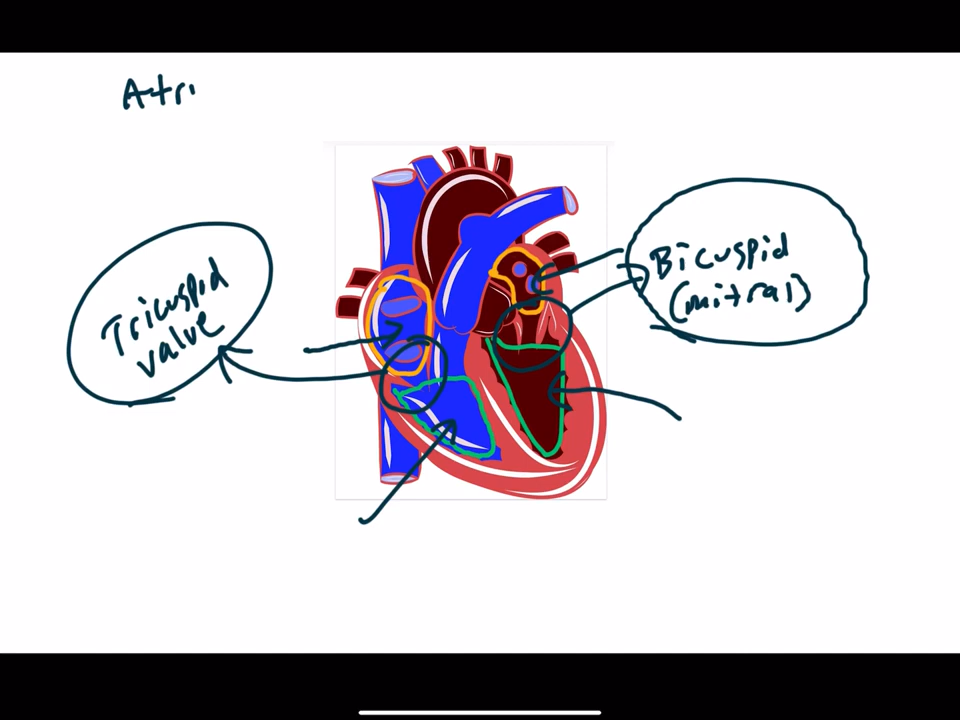 Atri
Tricuspid
valve
Bicuspid
(mitral)